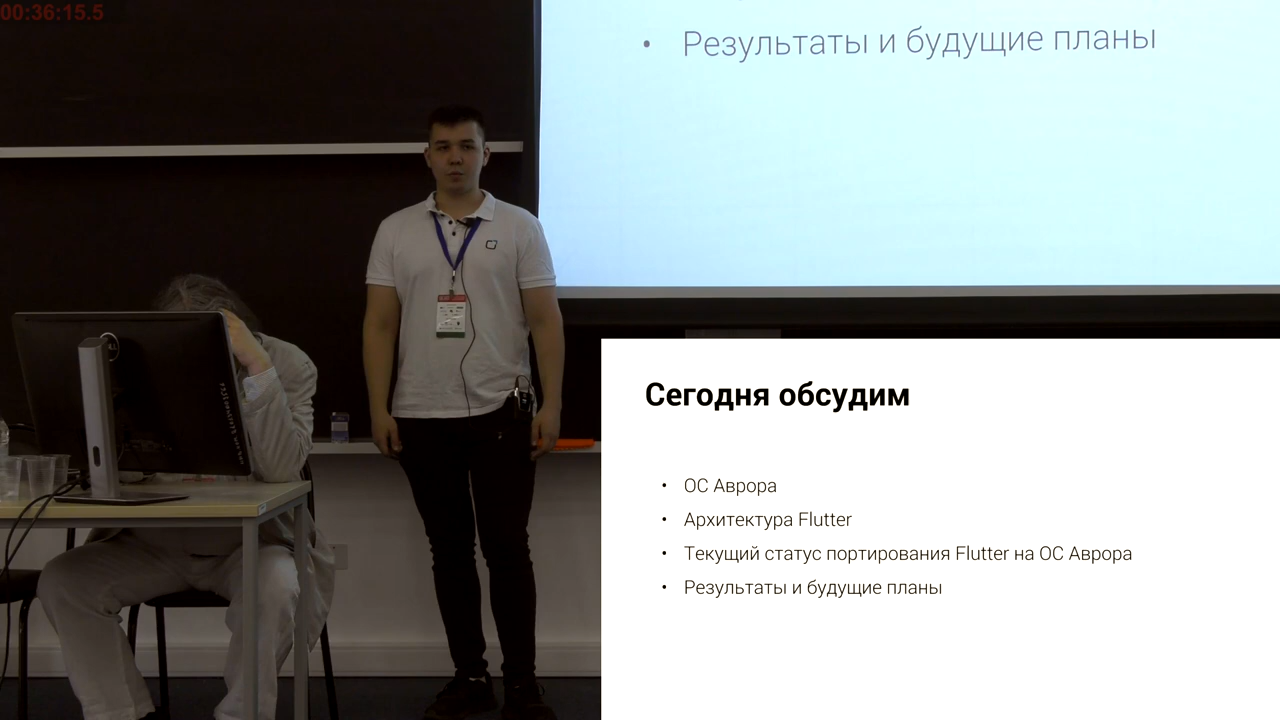 00:36:15.5
• Результаты и будущие планы
Сегодня обсудим
• ОС Аврора
• Архитектура Flutter
• Текущий статус портирования Flutter на ОС Аврора
• Результаты и будущие планы